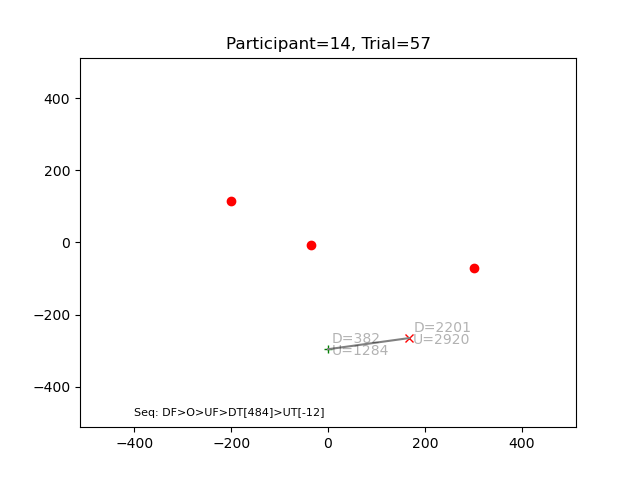 Participant=14, Trial=57
400
200
0
−200
−400
D=2201
D=382
U=2920
U=1284
Seq: DF>O>UF>DT[484]>UT[-12]
−400 −200 0 200 400